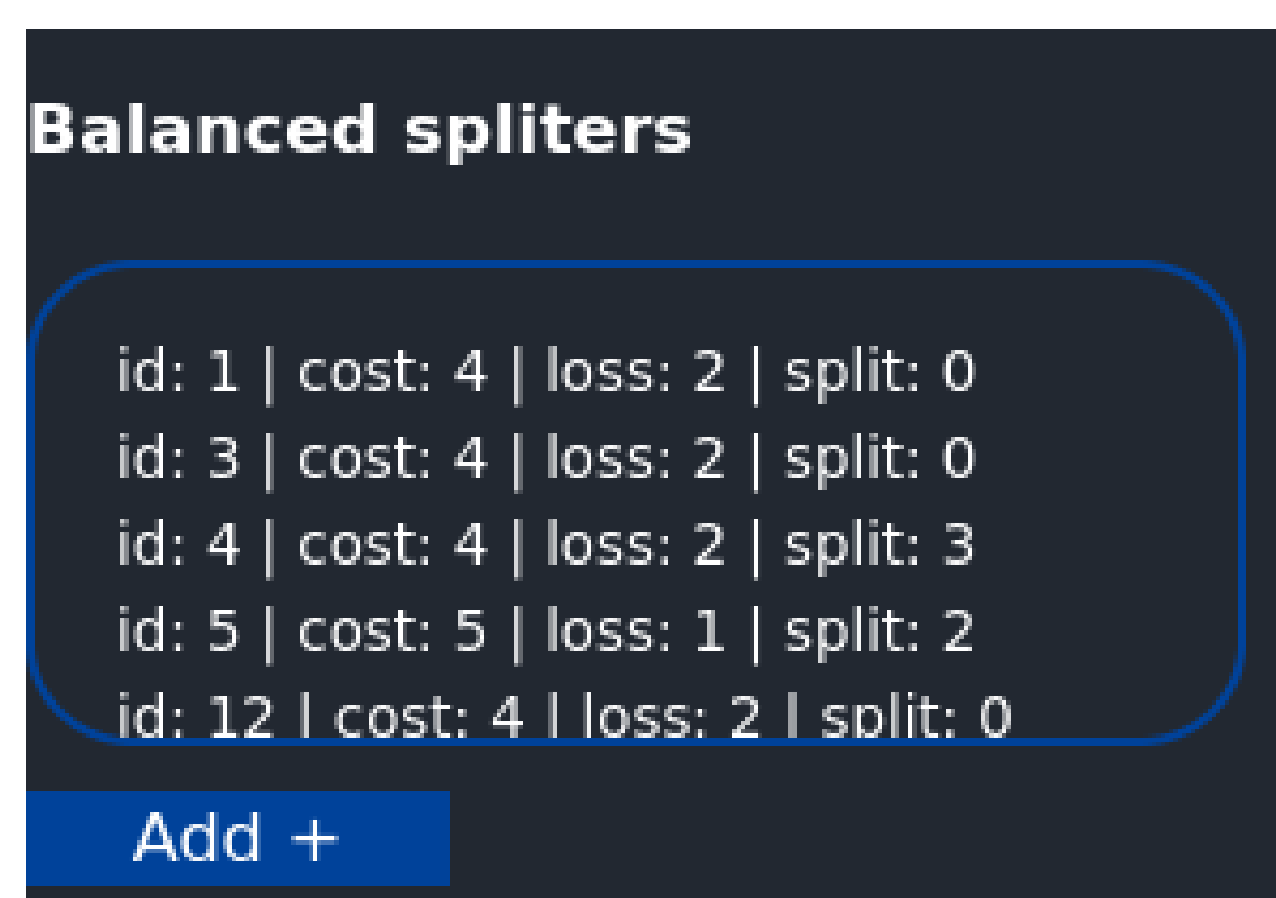 Balanced spliters
id: 1 | cost: 4 | loss: 2 | split: 0
id: 3 | cost: 4 | loss: 2 | split: 0
id: 4 | cost: 4 | loss: 2 | split: 3
id: 5 | cost: 5 | loss: 1 | split: 2
id: 12 | cost: 4 | loss: 2 | split: 0
Add +